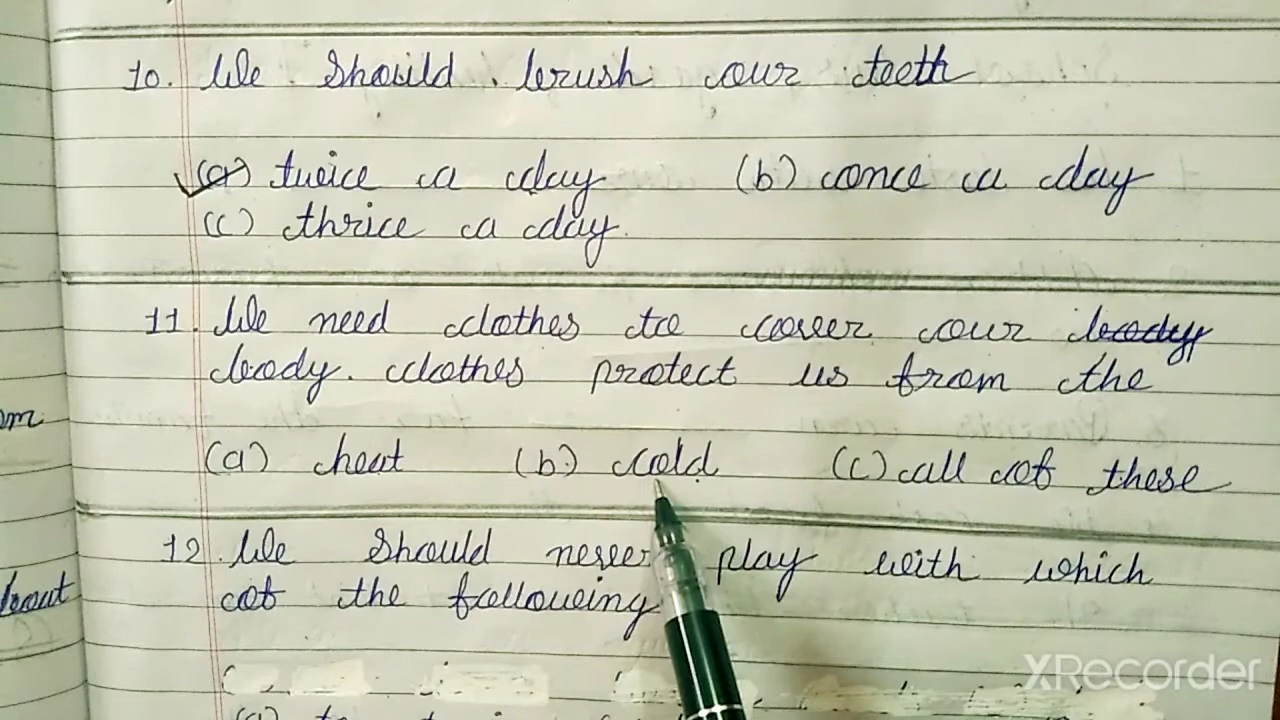 10. We should brush our teeth
(a) twice a day (b) once a day
(c) thrice a day.
11. We need clothes to cover our body
body. Clothes protect us from the
(a) heat (b) cold (c) all of these
12. We should never play with which
of the following
XRecorder